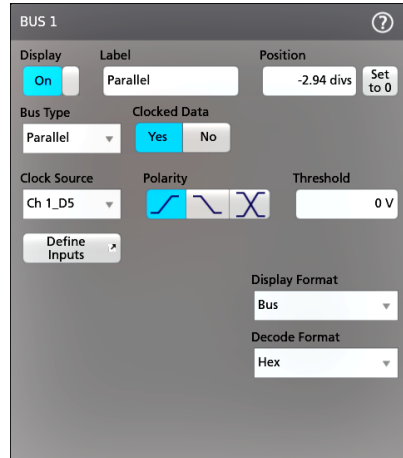 BUS 1
?
Display
Label
Position
On
Parallel
-2.94 divs
Set
to 0
Bus Type
Clocked Data
Parallel
Yes
No
Clock Source
Polarity
Threshold
Ch 1_D5
0 V
Define
Inputs
Display Format
Bus
Decode Format
Hex